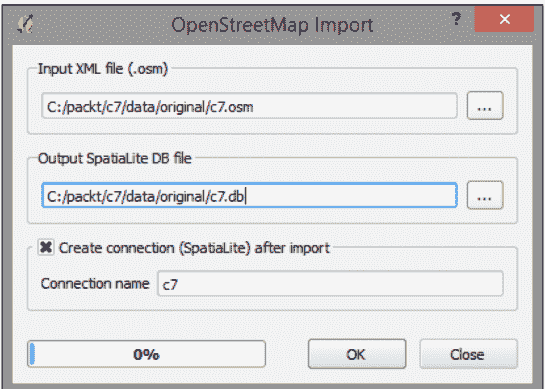 OpenStreetMap Import
?
Input XML file (.osm)
C:/packt/c7/data/original/c7.osm
...
Output SpatiaLite DB file
C:/packt/c7/data/original/c7.db
...
Create connection (SpatiaLite) after import
Connection name c7
0% OK Close